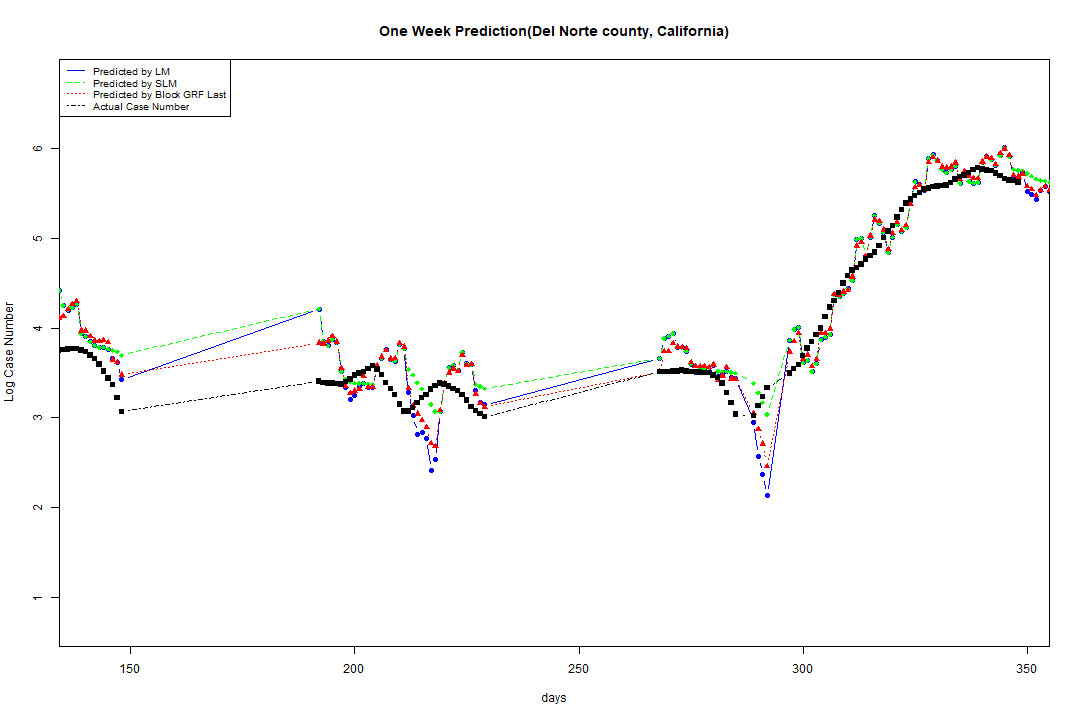 One Week Prediction(Del Norte county, California)
Predicted by LM
Predicted by SLM
Predicted by Block GRF Last
Actual Case Number
Log Case Number
6
5
4
3
2
1
150 200 250 300 350
days